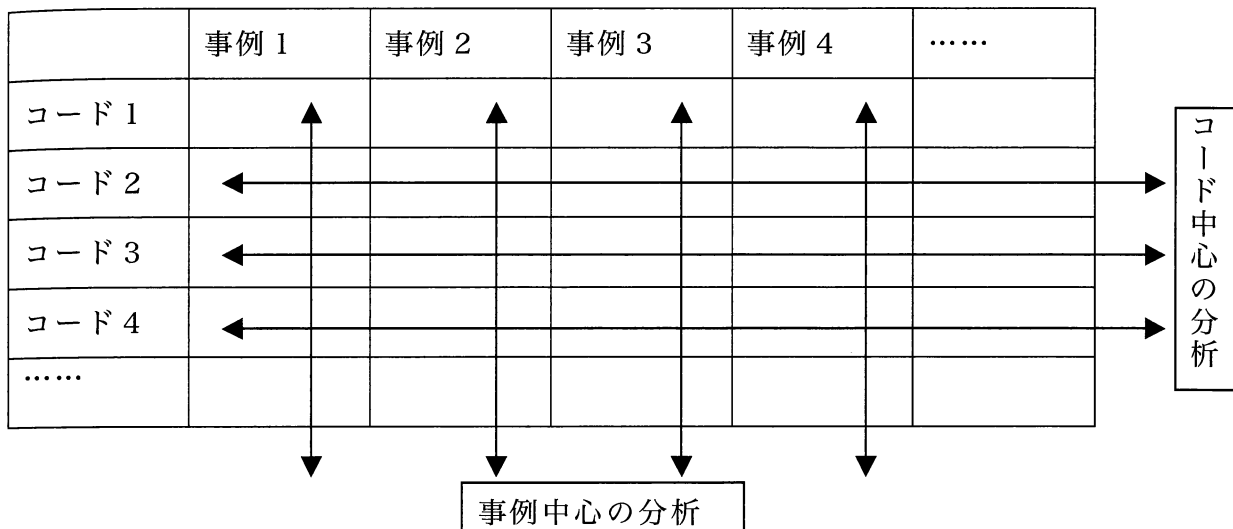 事例1 事例2 事例3 事例4 ……
コード1
コード2
コード3
コード4
……
コード中心の分析
事例中心の分析